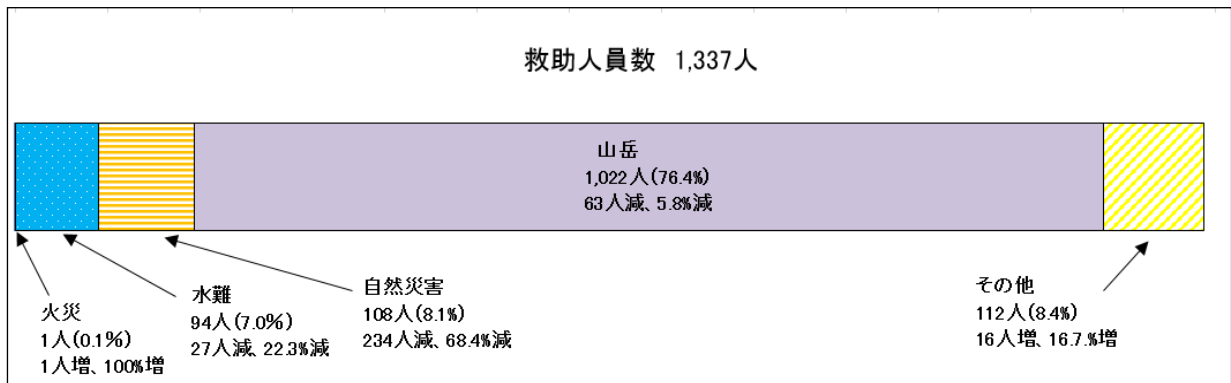 救助人員数 1,337人
山岳
1,022人(76.4%)
63人減、5.8%減
火災
1人(0.1%)
1人増、100%増
水難
94人(7.0%)
27人減、22.3%減
自然災害
108人(8.1%)
234人減、68.4%減
その他
112人(8.4%)
16人増、16.7.%増